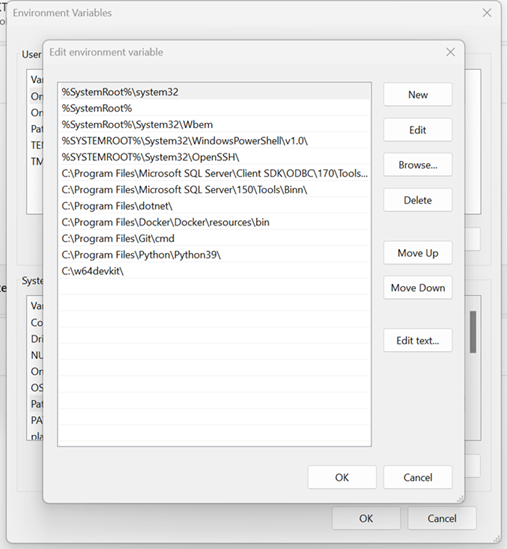 Environment Variables
User
Edit environment variable
%SystemRoot%\system32
%SystemRoot%
%SystemRoot%\System32\Wbem
%SYSTEMROOT%\System32\WindowsPowerShell\v1.0\
%SYSTEMROOT%\System32\OpenSSH\
C:\Program Files\Microsoft SQL Server\Client SDK\ODBC\170\Tools...
C:\Program Files\Microsoft SQL Server\150\Tools\Binn\
C:\Program Files\dotnet\
C:\Program Files\Docker\Docker\resources\bin
C:\Program Files\Git\cmd
C:\Program Files\Python\Python39\
C:\w64devkit\
New
Edit
Browse...
Delete
Move Up
Move Down
Edit text...
OK
Cancel
Va
On
On
Pat
TE
TM
Syste
Va
Co
Dri
NU
On
OS
Pat
PA
pla
OK
Cancel